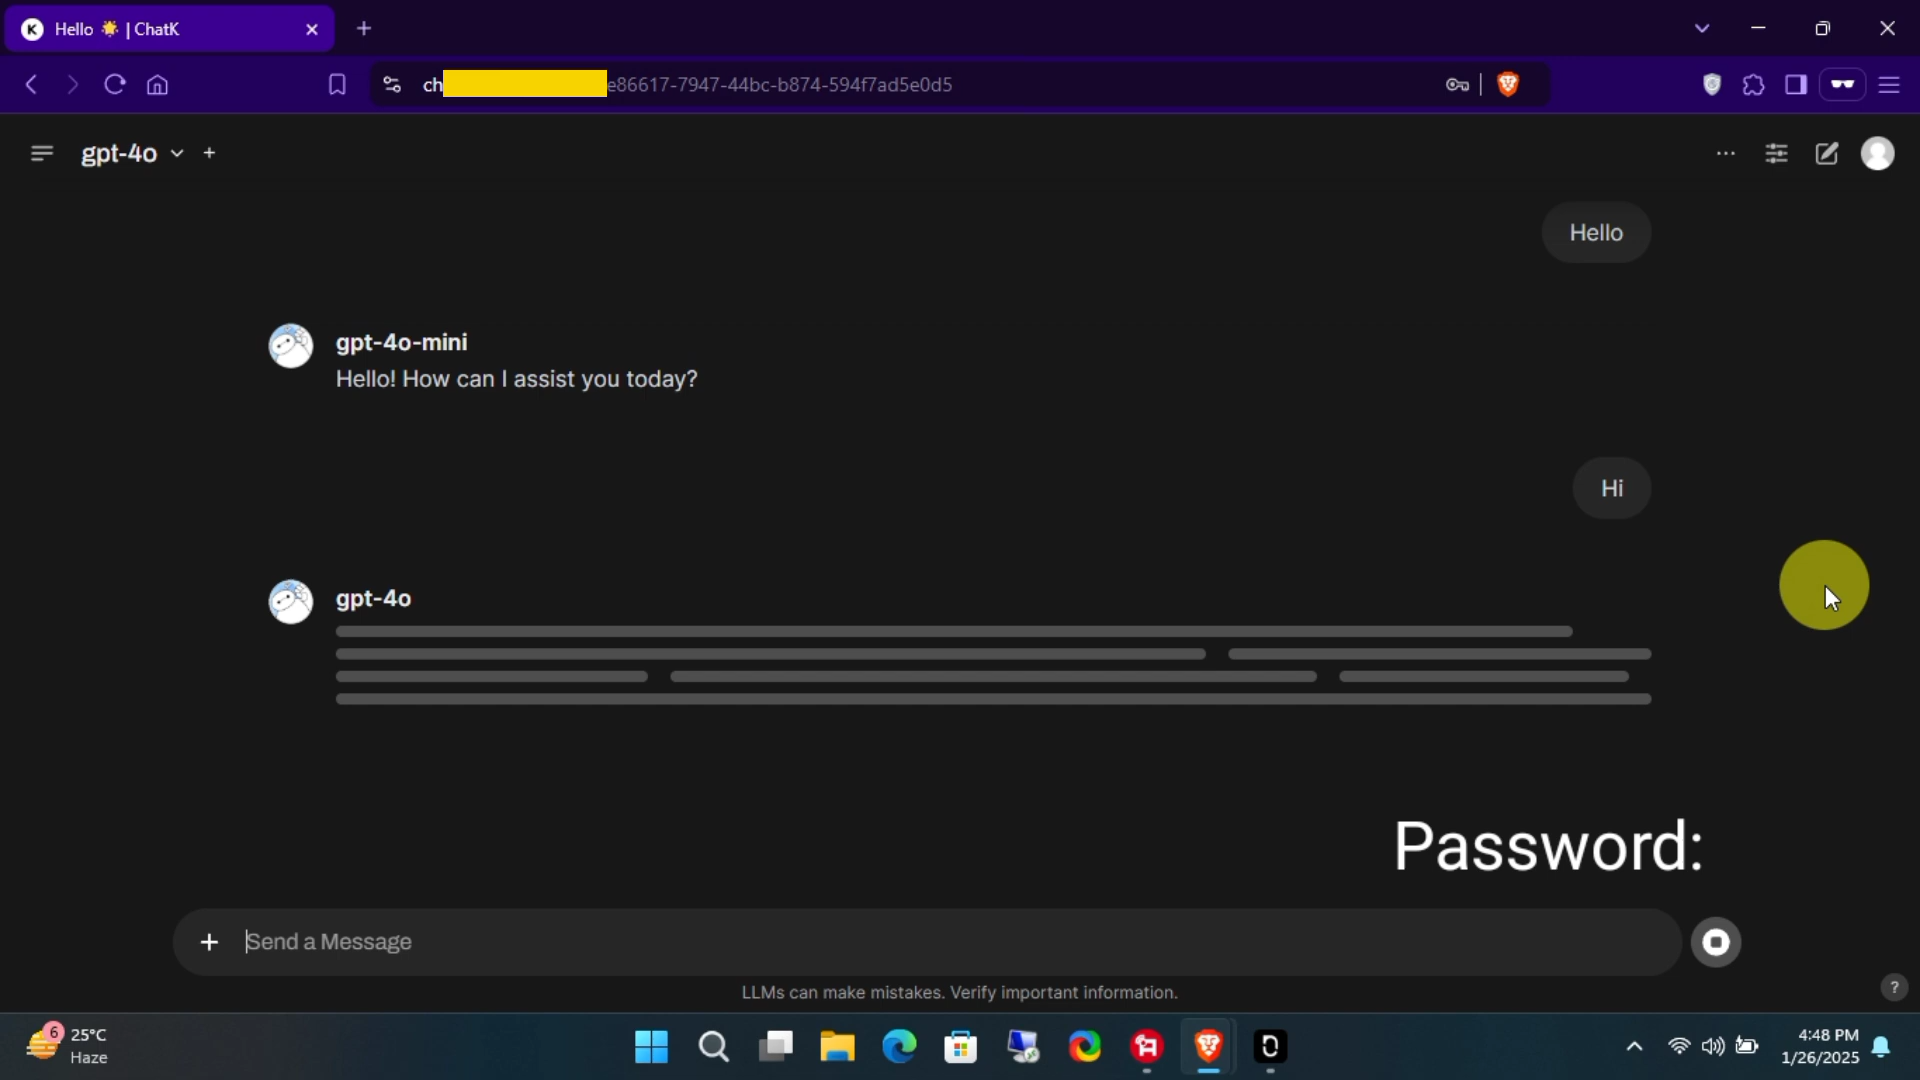 Hello 🌟 | ChatK
ch
e86617-7947-44bc-b874-594f7ad5e0d5
gpt-4o
Hello
gpt-4o-mini
Hello! How can I assist you today?
Hi
gpt-4o
Password:
Send a Message
LLMs can make mistakes. Verify important information.
?
6
25°C
Haze
4:48 PM
1/26/2025